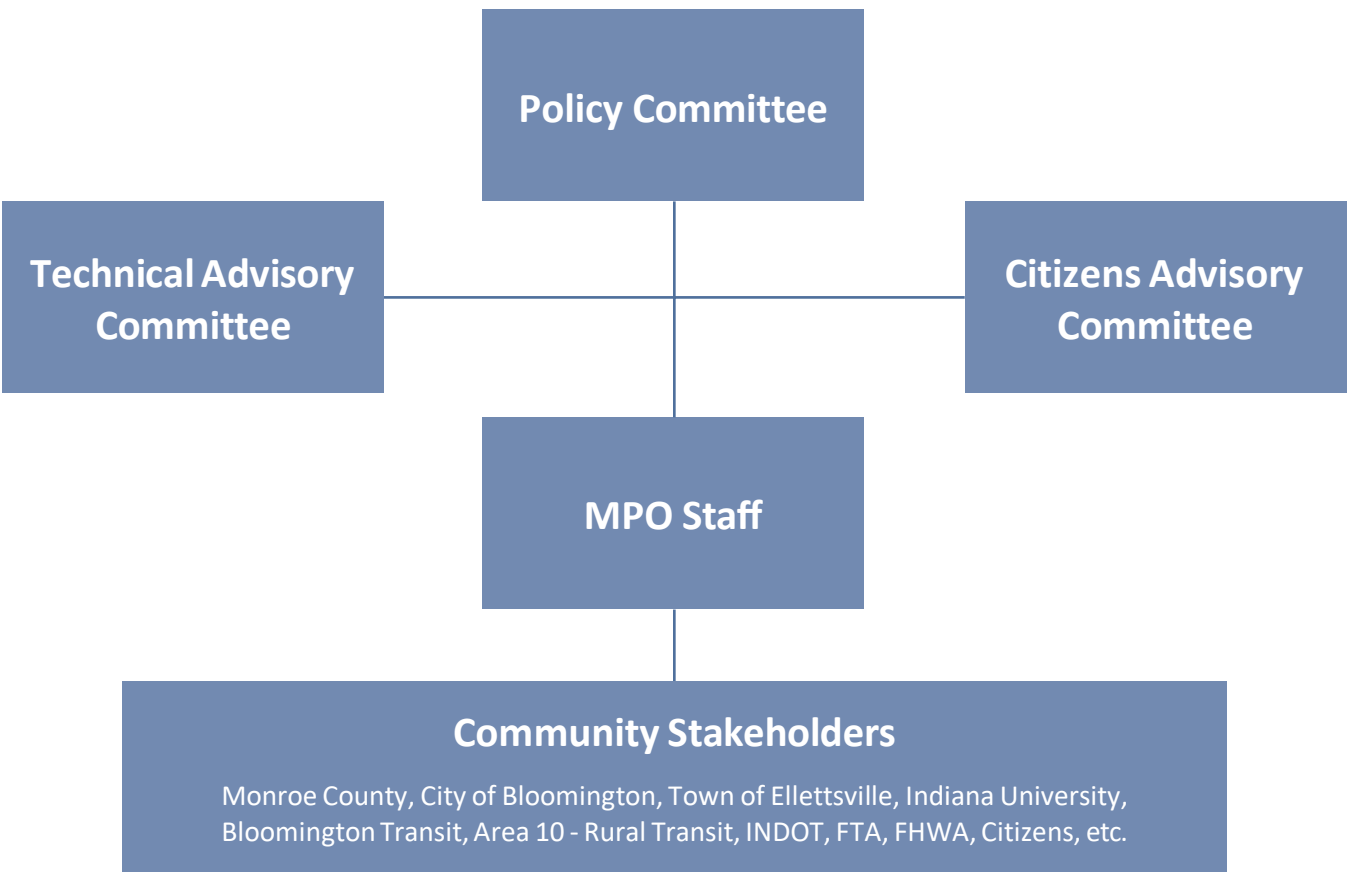 Policy Committee
Technical Advisory
Committee
Citizens Advisory
Committee
MPO Staff
Community Stakeholders
Monroe County, City of Bloomington, Town of Ellettsville, Indiana University,
Bloomington Transit, Area 10 - Rural Transit, INDOT, FTA, FHWA, Citizens, etc.